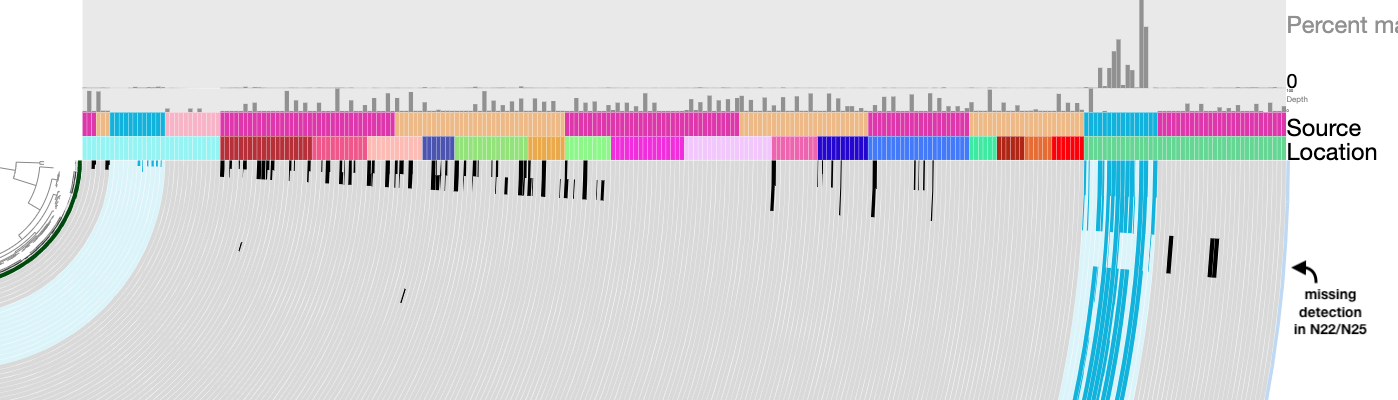 Percent ma
0
Depth
Source
Location
missing
detection
in N22/N25